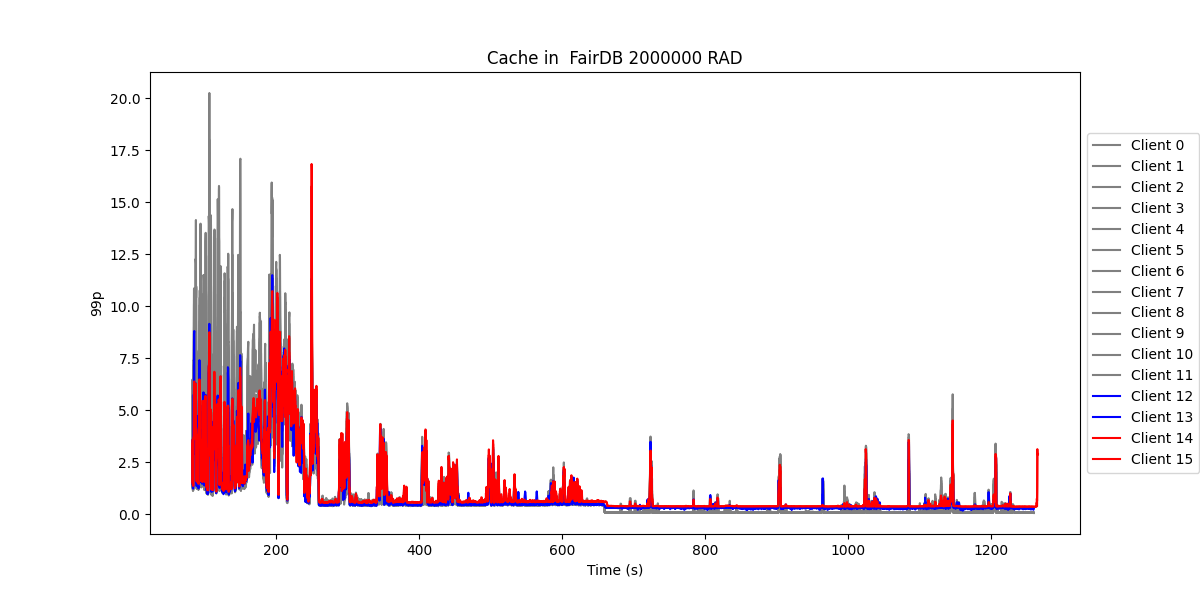 Cache in  FairDB 2000000 RAD
99p
20.0
17.5
15.0
12.5
10.0
7.5
5.0
2.5
0.0
200
400
600
800
1000
1200
Time (s)
Client 0
Client 1
Client 2
Client 3
Client 4
Client 5
Client 6
Client 7
Client 8
Client 9
Client 10
Client 11
Client 12
Client 13
Client 14
Client 15